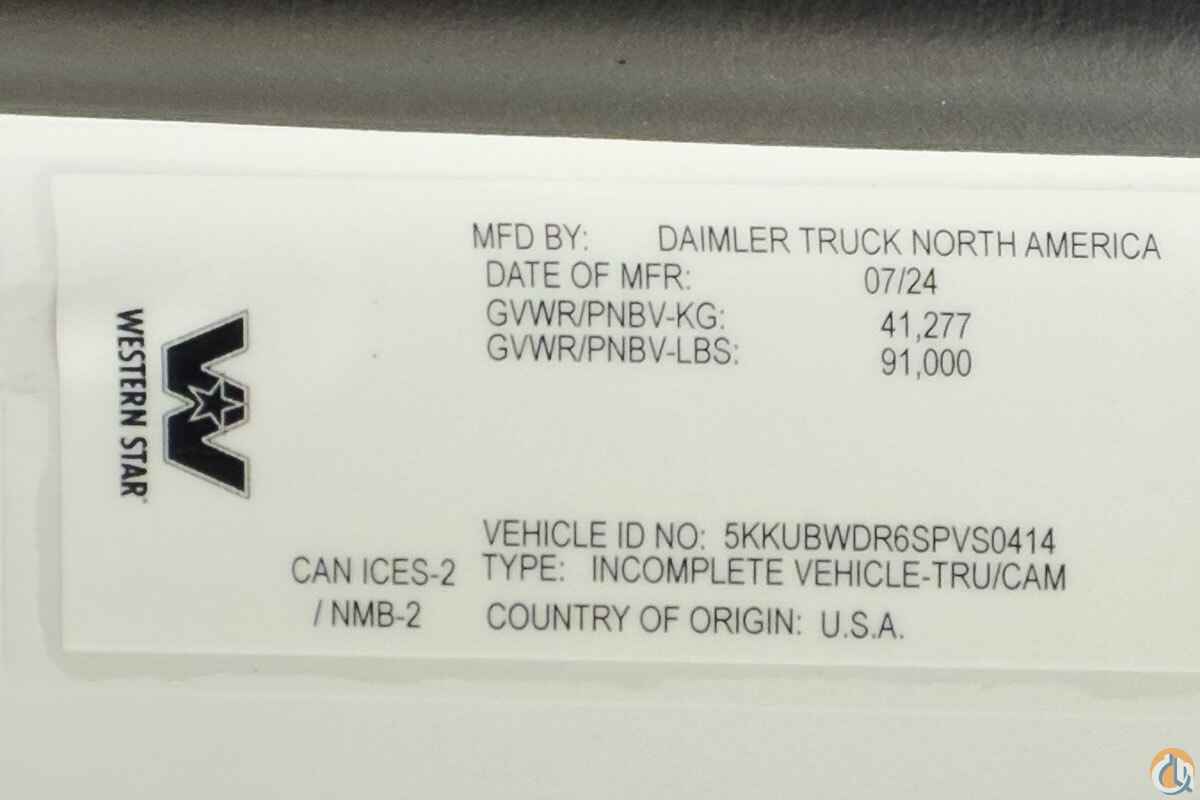 MFD BY: DAIMLER TRUCK NORTH AMERICA
DATE OF MFR: 07/24
GVWR/PNBV-KG: 41,277
GVWR/PNBV-LBS: 91,000
WESTERN STAR
VEHICLE ID NO: 5KKUBWDR6SPVS0414
CAN ICES-2 TYPE: INCOMPLETE VEHICLE-TRU/CAM
/ NMB-2 COUNTRY OF ORIGIN: U.S.A.